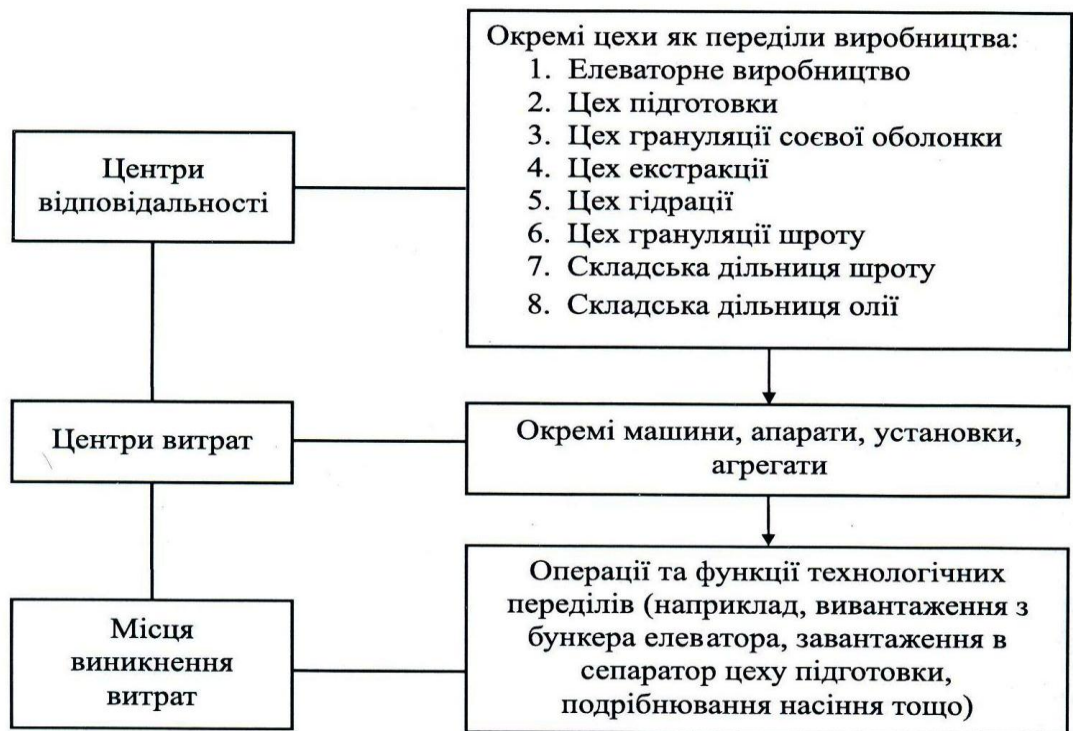 Центри
відповідальності
Окремі цехи як переділи виробництва:
1. Елеваторне виробництво
2. Цех підготовки
3. Цех грануляції соєвої оболонки
4. Цех екстракції
5. Цех гідрації
6. Цех грануляції шроту
7. Складська дільниця шроту
8. Складська дільниця олії
Центри витрат
Окремі машини, апарати, установки,
агрегати
Місця
виникнення
витрат
Операції та функції технологічних
переділів (наприклад, вивантаження з
бункера елеватора, завантаження в
сепаратор цеху підготовки,
подрібнювання насіння тощо)